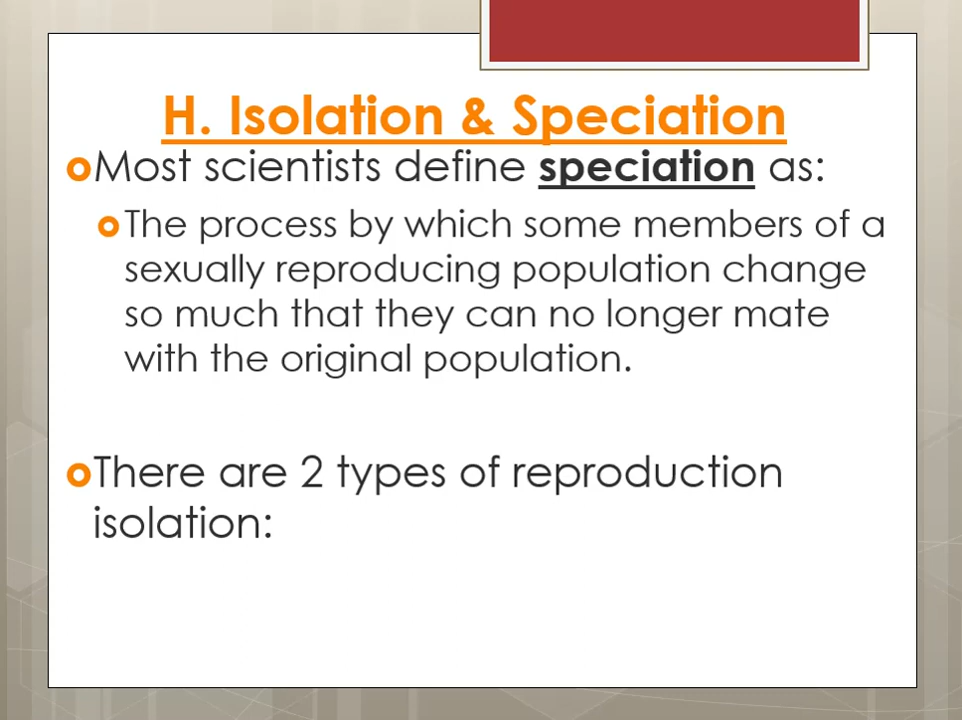 H. Isolation & Speciation
Most scientists define speciation as:
The process by which some members of a
sexually reproducing population change
so much that they can no longer mate
with the original population.
There are 2 types of reproduction
isolation: